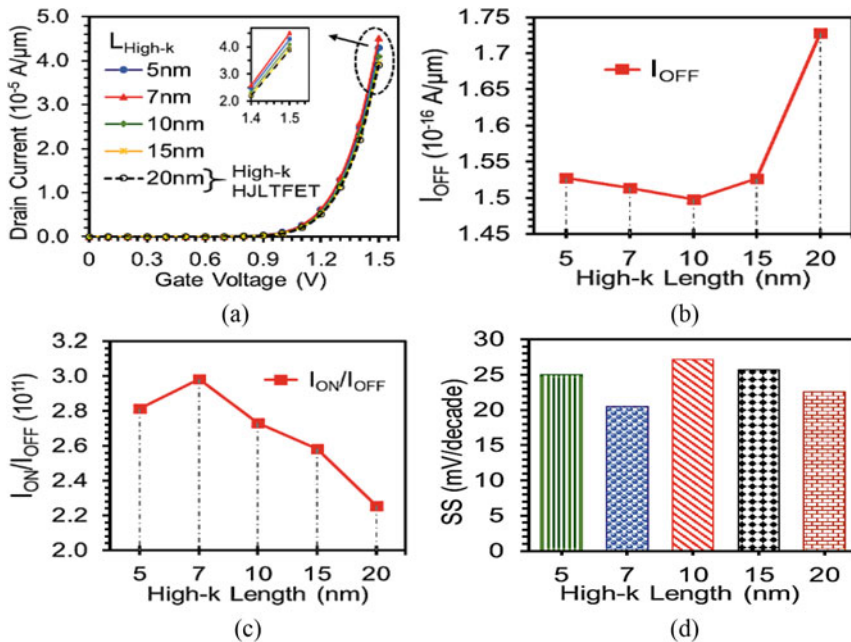 5.0
4.0
3.0
2.0
1.0
0.0
Drain Current (10⁻⁵ A/μm)
L_High-k
5nm
7nm
10nm
15nm
20nm
High-k
HJLTFET
4.0
3.0
2.0
1.4 1.5
0 0.3 0.6 0.9 1.2 1.5
Gate Voltage (V)
(a)
1.75
1.7
1.65
1.6
1.55
1.5
1.45
I_OFF (10⁻¹⁶ A/μm)
I_OFF
5 7 10 15 20
High-k Length (nm)
(b)
3.2
3.0
2.8
2.6
2.4
2.2
2.0
I_ON/I_OFF (10¹¹)
I_ON/I_OFF
5 7 10 15 20
High-k Length (nm)
(c)
30
25
20
15
10
5
0
SS (mV/decade)
5 7 10 15 20
High-k Length (nm)
(d)